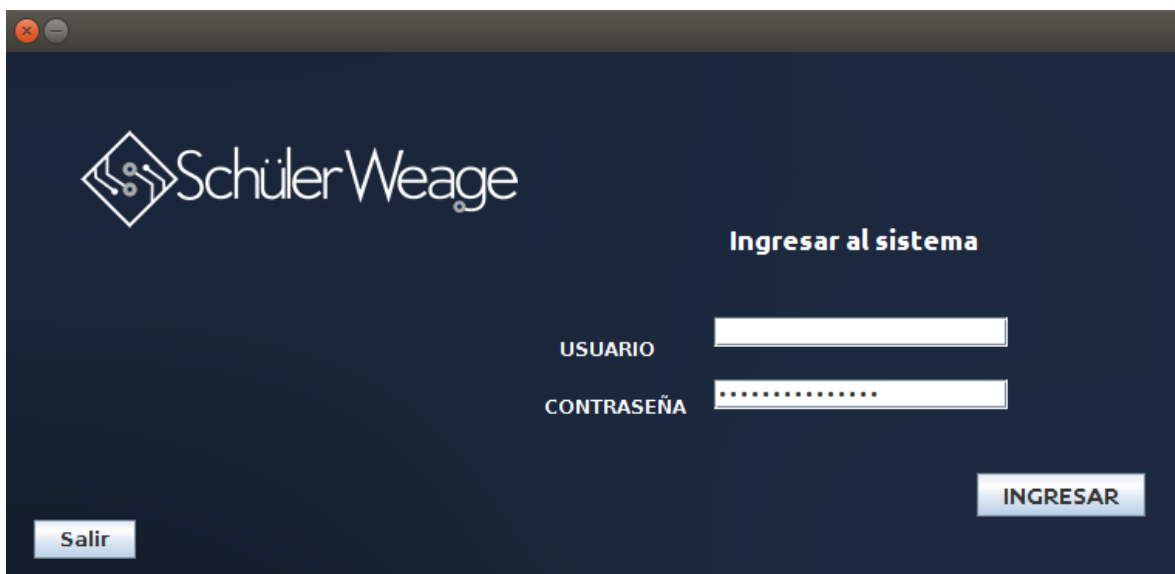 SchülerWeage
Ingresar al sistema
USUARIO
CONTRASEÑA
INGRESAR
Salir